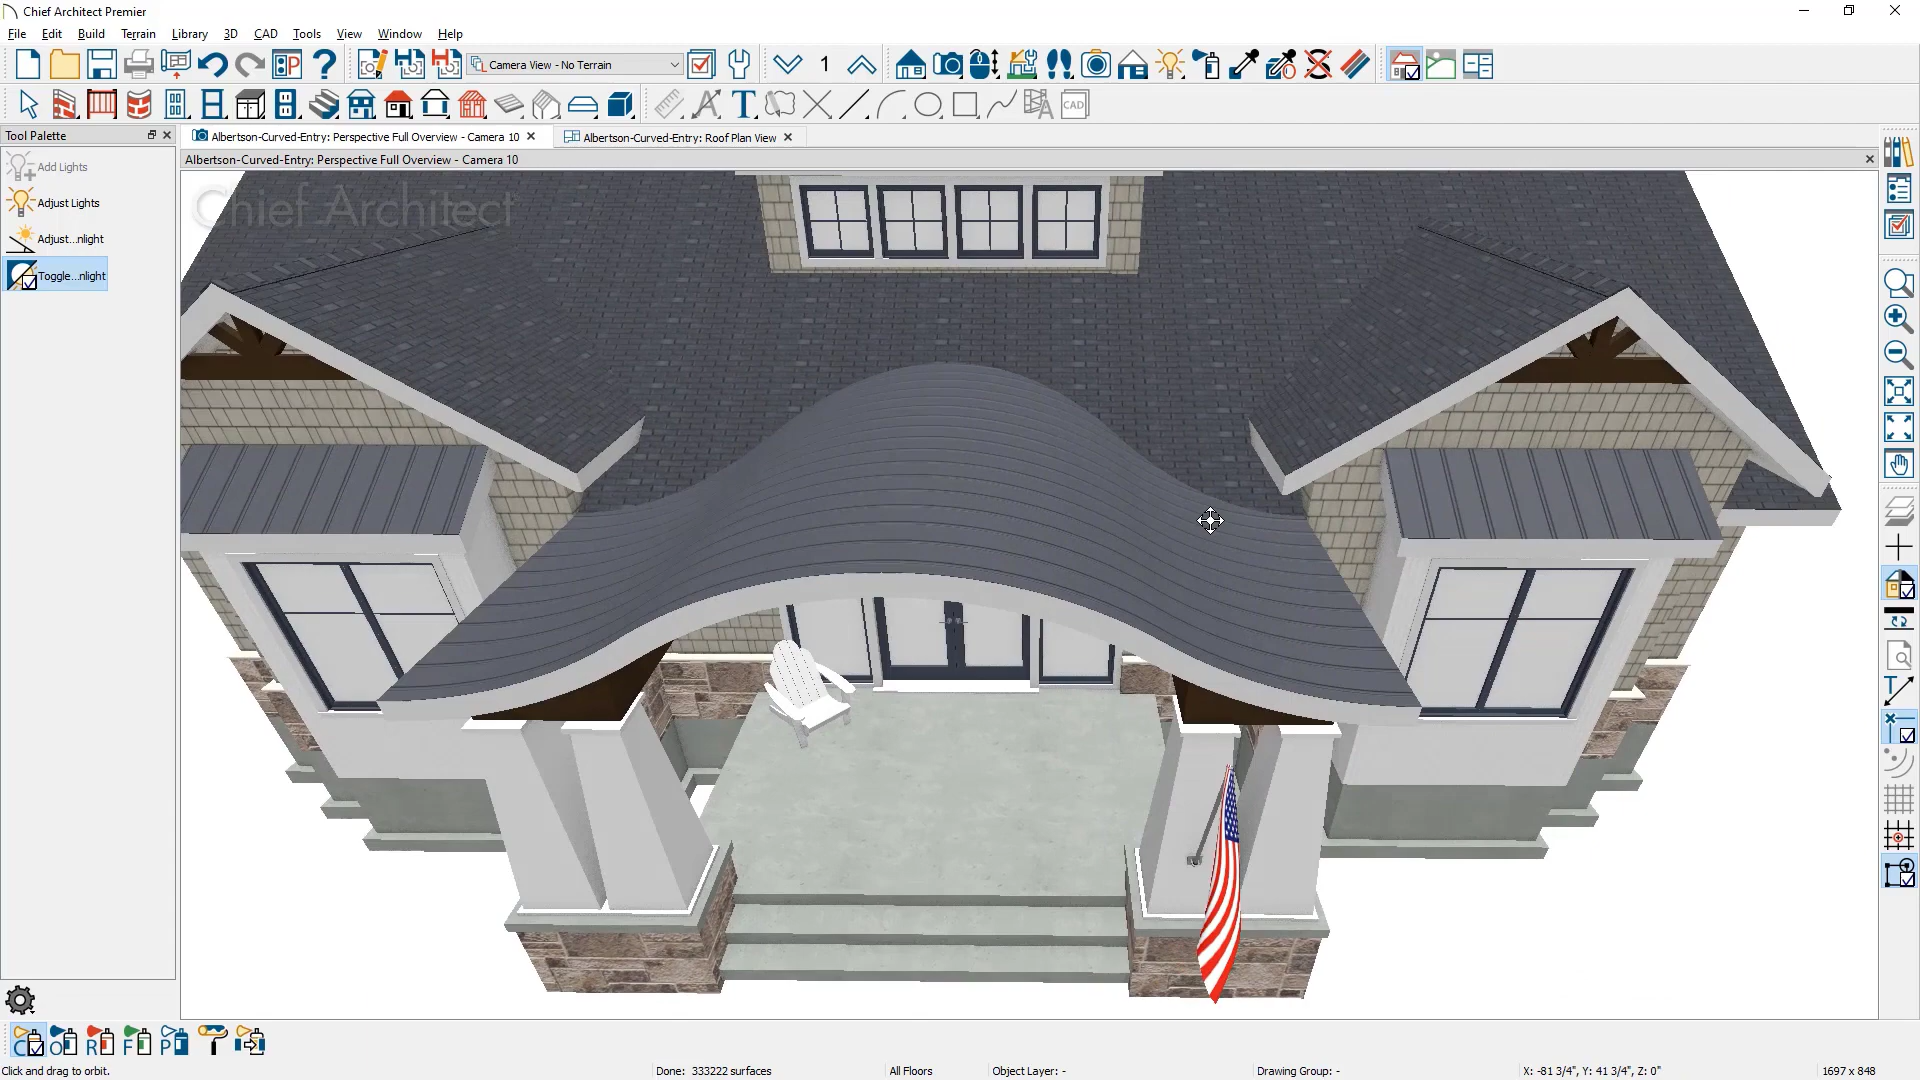 Chief Architect Premier
File Edit Build Terrain Library 3D CAD Tools View Window Help
Camera View - No Terrain
1
CAD
Tool Palette
Albertson-Curved-Entry: Perspective Full Overview - Camera 10
Albertson-Curved-Entry: Roof Plan View
Albertson-Curved-Entry: Perspective Full Overview - Camera 10
Chief Architect
Add Lights
Adjust Lights
Adjust...nlight
Toggle...nlight
C O R F P
Click and drag to orbit.
Done: 333222 surfaces
All Floors
Object Layer: -
Drawing Group: -
X: -81 3/4", Y: 41 3/4", Z: 0"
1697 x 848